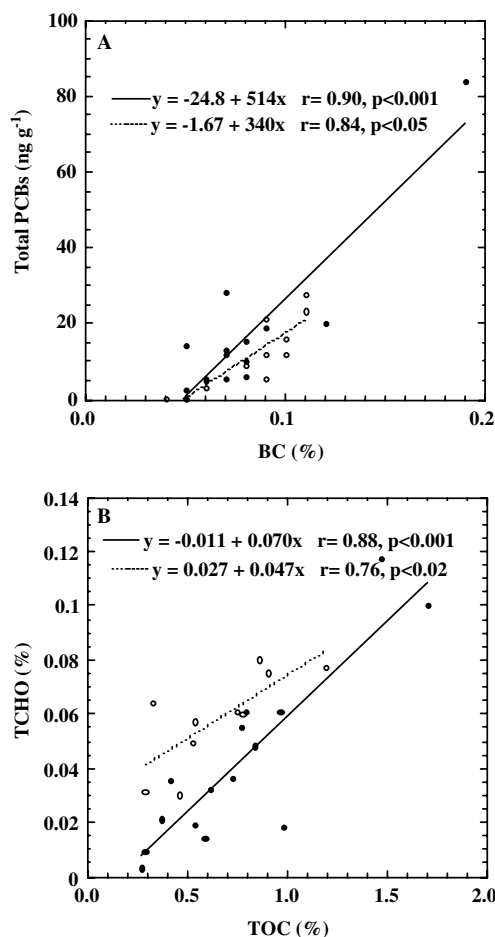 100
A
80
y = -24.8 + 514x r= 0.90, p<0.001
y = -1.67 + 340x r= 0.84, p<0.05
60
Total PCBs (ng g-1)
40
20
0
0.0 0.1 0.2
BC (%)
0.14
B
0.12
y = -0.011 + 0.070x r= 0.88, p<0.001
y = 0.027 + 0.047x r= 0.76, p<0.02
0.1
0.08
TCHO (%)
0.06
0.04
0.02
0
0.0 0.5 1.0 1.5 2.0
TOC (%)